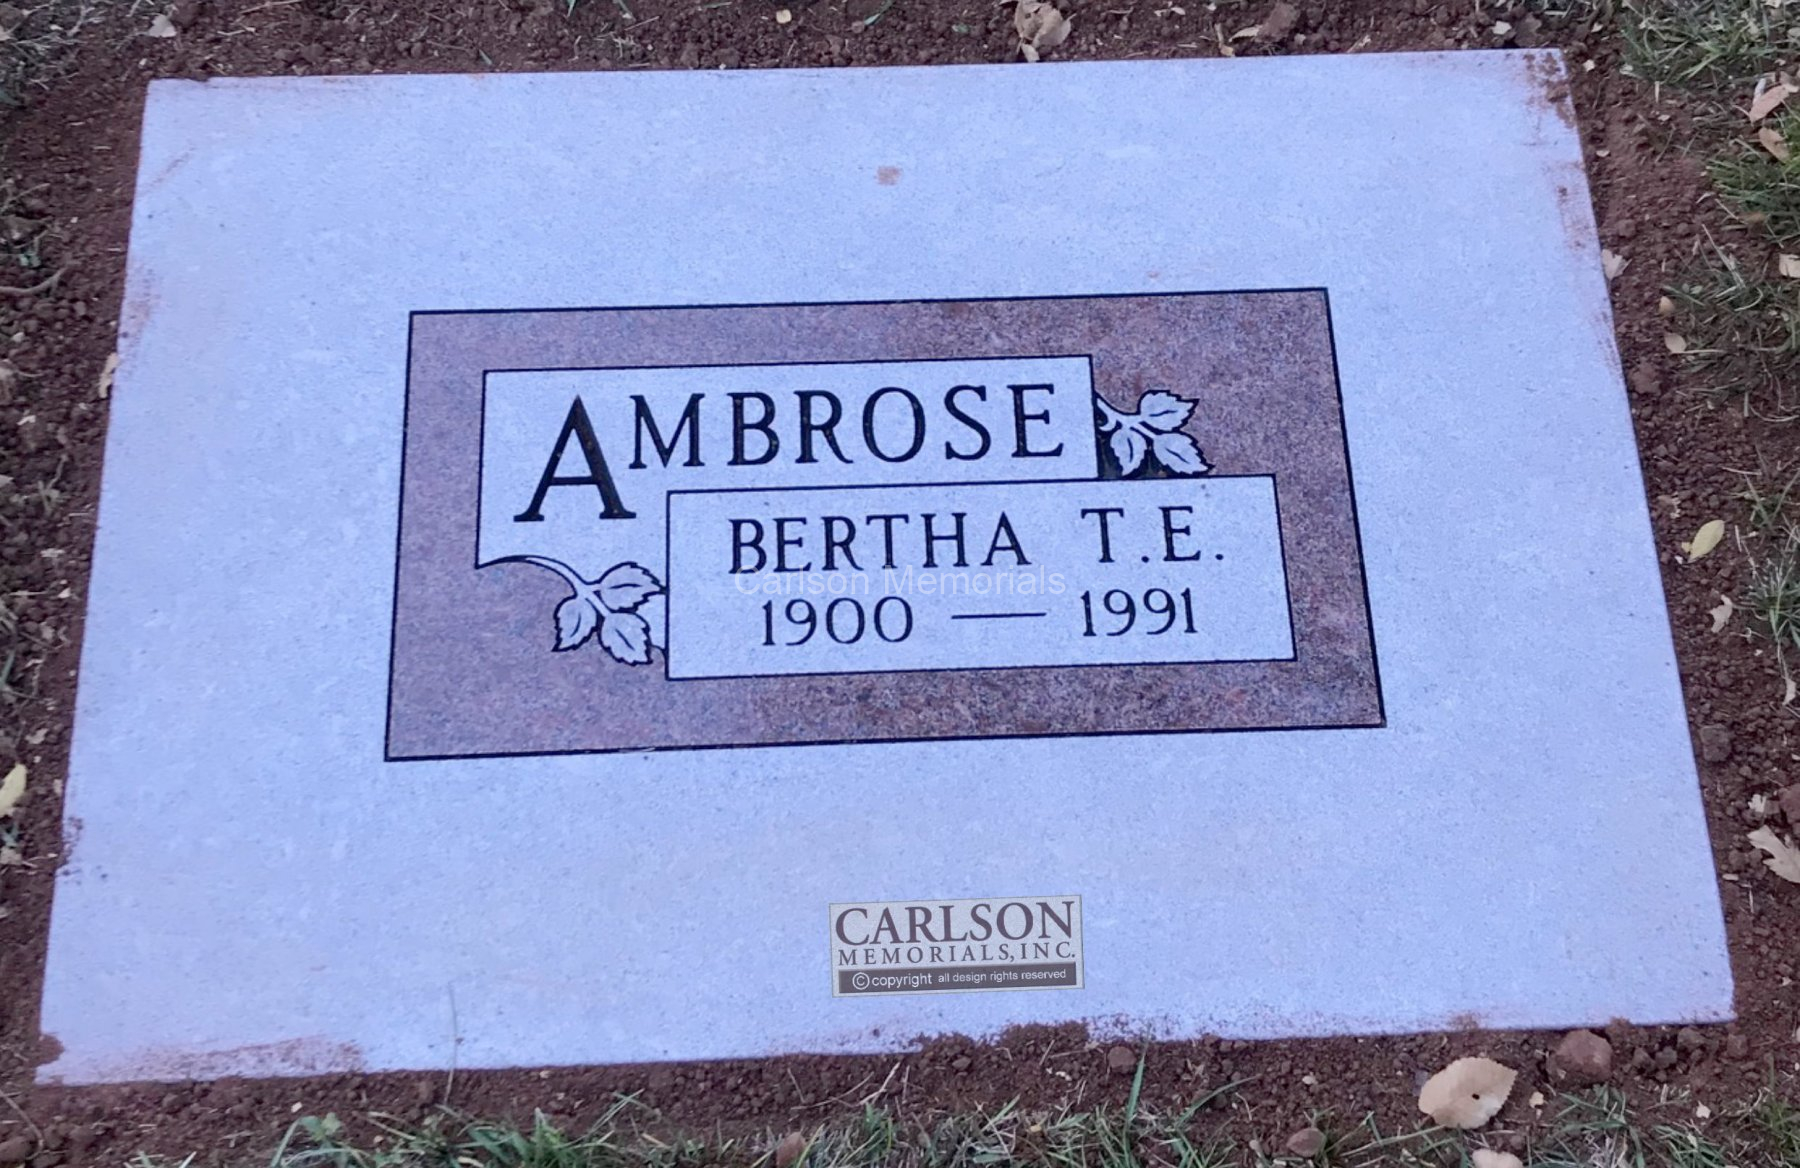 AMBROSE
BERTHA T.E.
Carlson Memorials
1900 — 1991
CARLSON
MEMORIALS, INC.
© copyright all design rights reserved